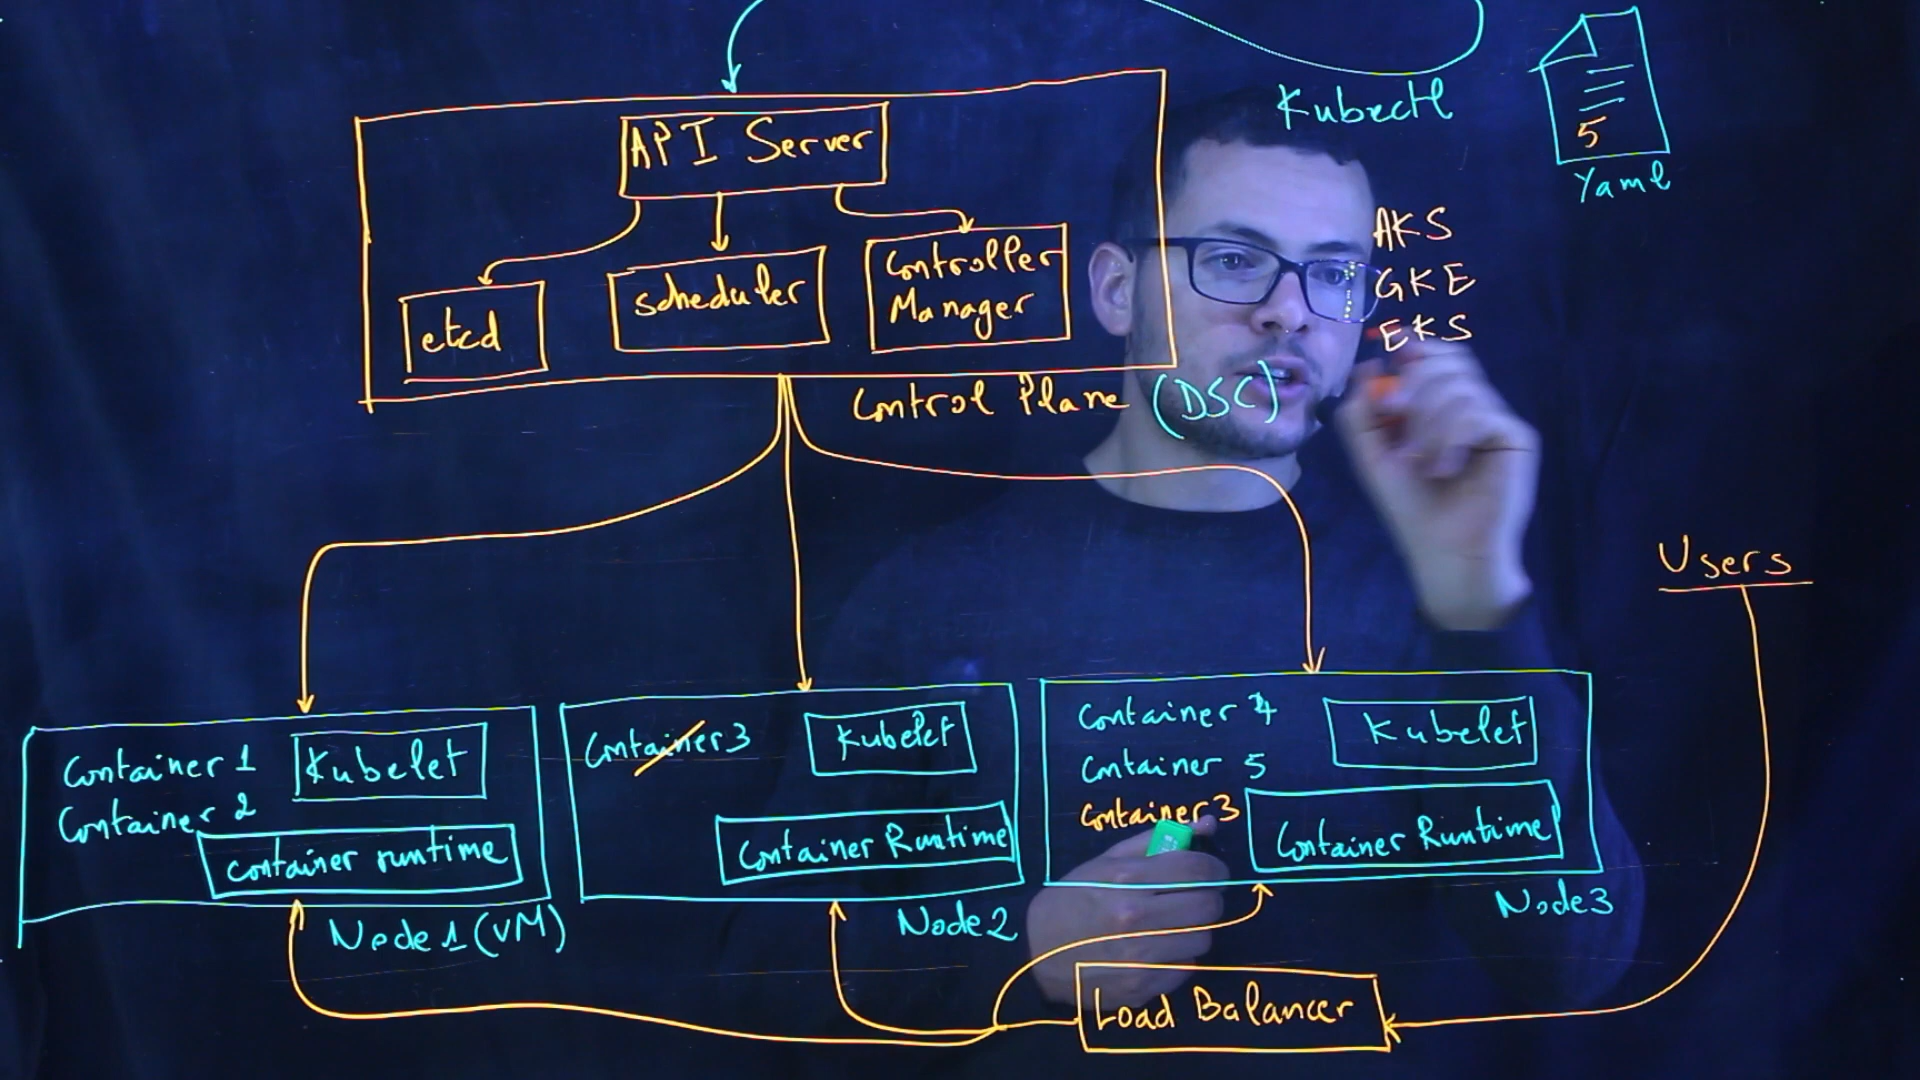 Kubectl
5
Yaml
API Server
etcd
scheduler
Controller
Manager
Control Plane (DSC)
AKS
GKE
EKS
Users
Container 1
Container 2
Kubelet
container runtime
Node 1 (VM)
Container 3
Kubelet
Container Runtime
Node 2
Container 4
Container 5
Container 3
Kubelet
Container Runtime
Node 3
Load Balancer